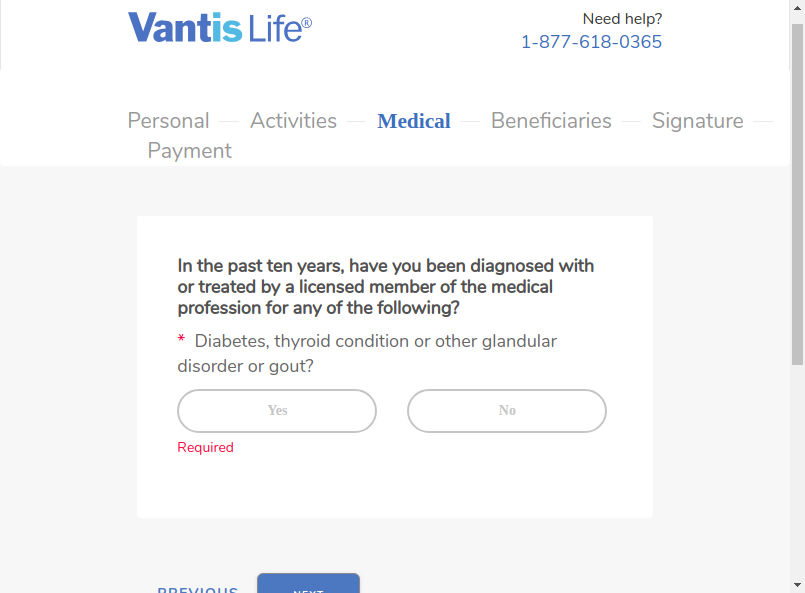 Vantis Life®
Need help?
1-877-618-0365
Personal
Activities
Medical
Beneficiaries
Signature
Payment
In the past ten years, have you been diagnosed with
or treated by a licensed member of the medical
profession for any of the following?
* Diabetes, thyroid condition or other glandular
disorder or gout?
Yes
No
Required
PREVIOUS
NEXT